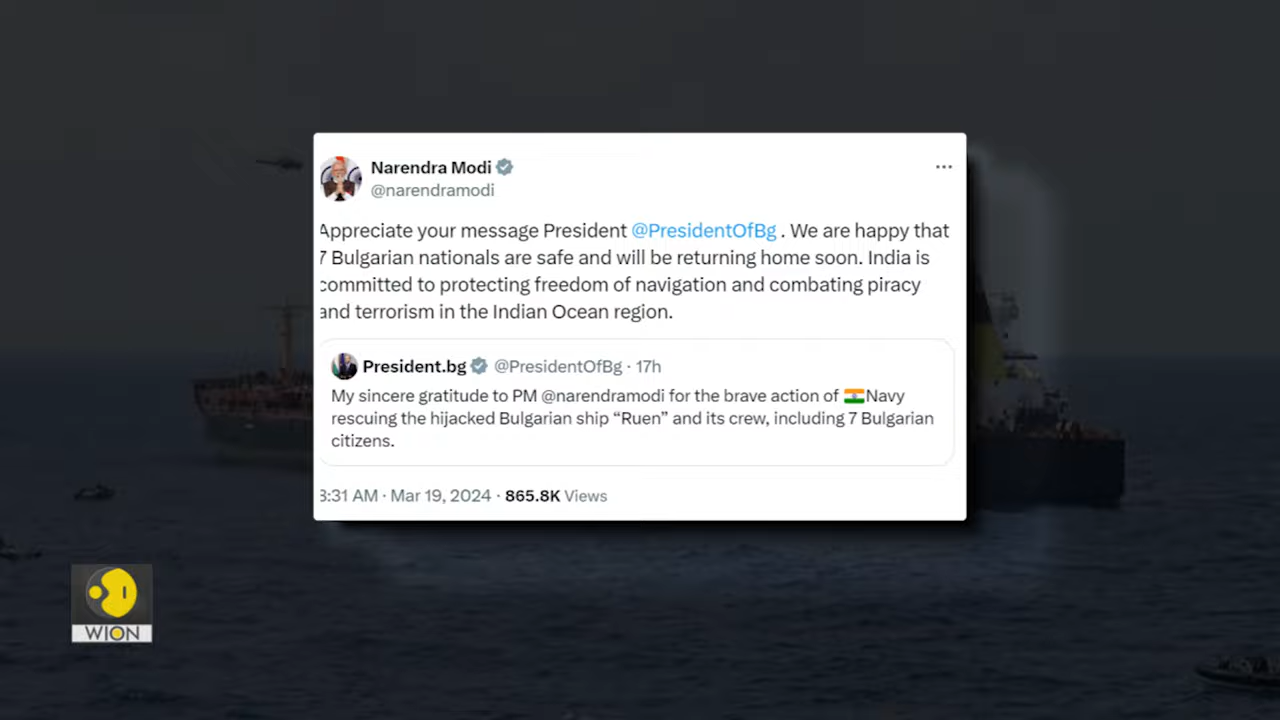 Narendra Modi
@narendramodi
Appreciate your message President @PresidentOfBg . We are happy that
7 Bulgarian nationals are safe and will be returning home soon. India is
committed to protecting freedom of navigation and combating piracy
and terrorism in the Indian Ocean region.
President.bg @PresidentOfBg · 17h
My sincere gratitude to PM @narendramodi for the brave action of 🇮🇳Navy
rescuing the hijacked Bulgarian ship “Ruen” and its crew, including 7 Bulgarian
citizens.
8:31 AM · Mar 19, 2024 · 865.8K Views
WION